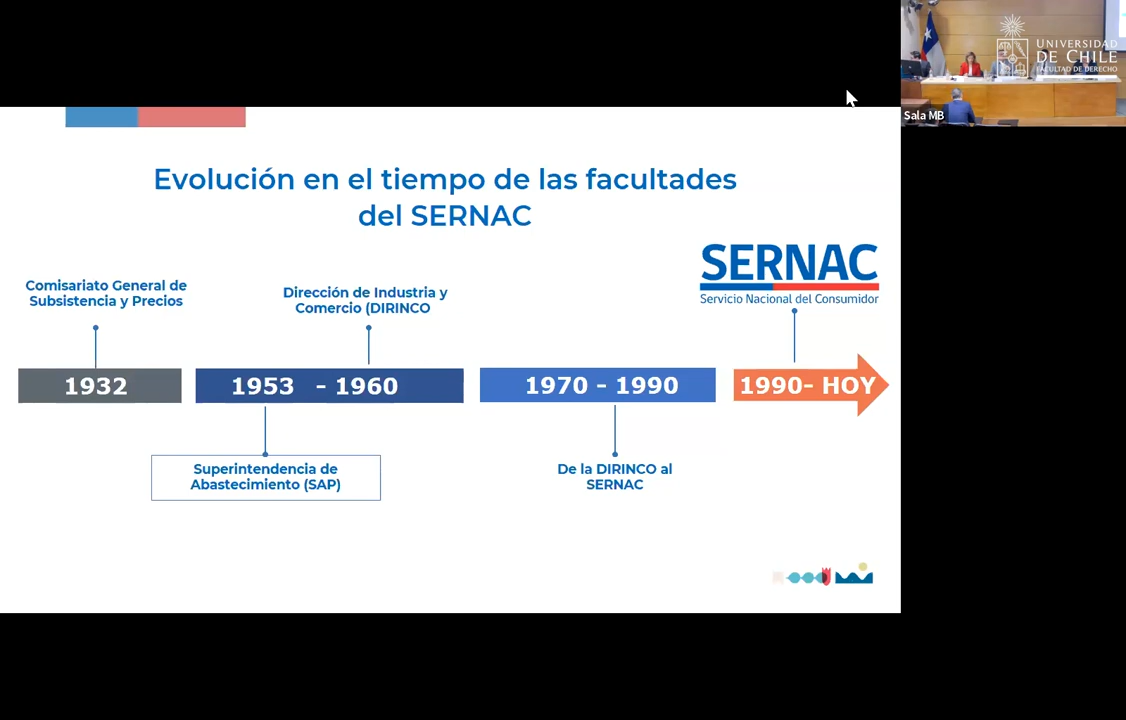 UNIVERSIDAD
DE CHILE
FACULTAD DE DERECHO
Sala MB
Evolución en el tiempo de las facultades
del SERNAC
SERNAC
Servicio Nacional del Consumidor
Comisariato General de
Subsistencia y Precios
Dirección de Industria y
Comercio (DIRINCO
1932
1953 - 1960
1970 - 1990
1990- HOY
Superintendencia de
Abastecimiento (SAP)
De la DIRINCO al
SERNAC